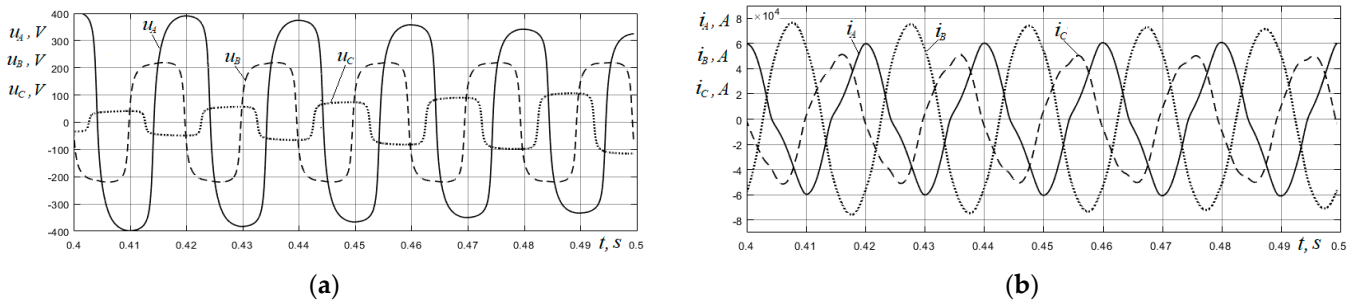 400
300
200
100
0
-100
-200
-300
-400
u_A, V
u_B, V
u_C, V
u_A
u_B
u_C
0.4 0.41 0.42 0.43 0.44 0.45 0.46 0.47 0.48 0.49 0.5
t, s
(a)
×10⁴
8
6
4
2
0
-2
-4
-6
-8
i_A, A
i_B, A
i_C, A
i_A
i_B
i_C
0.4 0.41 0.42 0.43 0.44 0.45 0.46 0.47 0.48 0.49 0.5
t, s
(b)